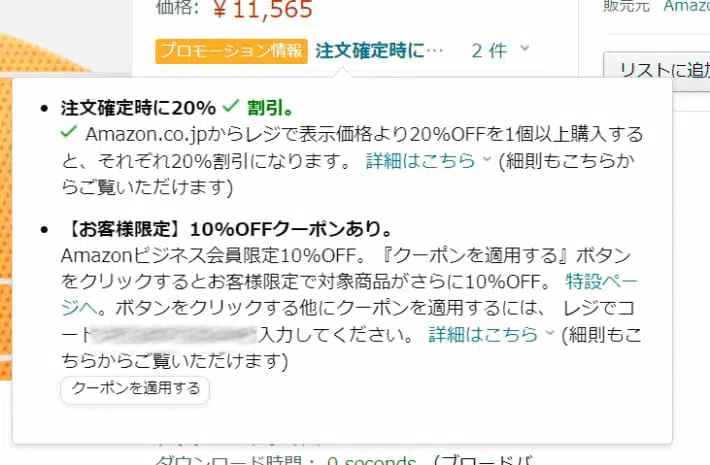 価格: ￥11,565
販売元 Amazo
プロモーション情報 注文確定時に… 2 件
リストに追加
• 注文確定時に20% ✓ 割引。
✓ Amazon.co.jpからレジで表示価格より20%OFFを1個以上購入する
と、それぞれ20%割引になります。 詳細はこちら (細則もこちらか
らご覧いただけます)
• 【お客様限定】10%OFFクーポンあり。
Amazonビジネス会員限定10%OFF。『クーポンを適用する』ボタン
をクリックするとお客様限定で対象商品がさらに10%OFF。 特設ペー
ジへ。ボタンをクリックする他にクーポンを適用するには、 レジでコ
ード入力してください。 詳細はこちら (細則もこ
ちらからご覧いただけます)
クーポンを適用する
ダウンロード時間： 0 seconds （ブロードバ